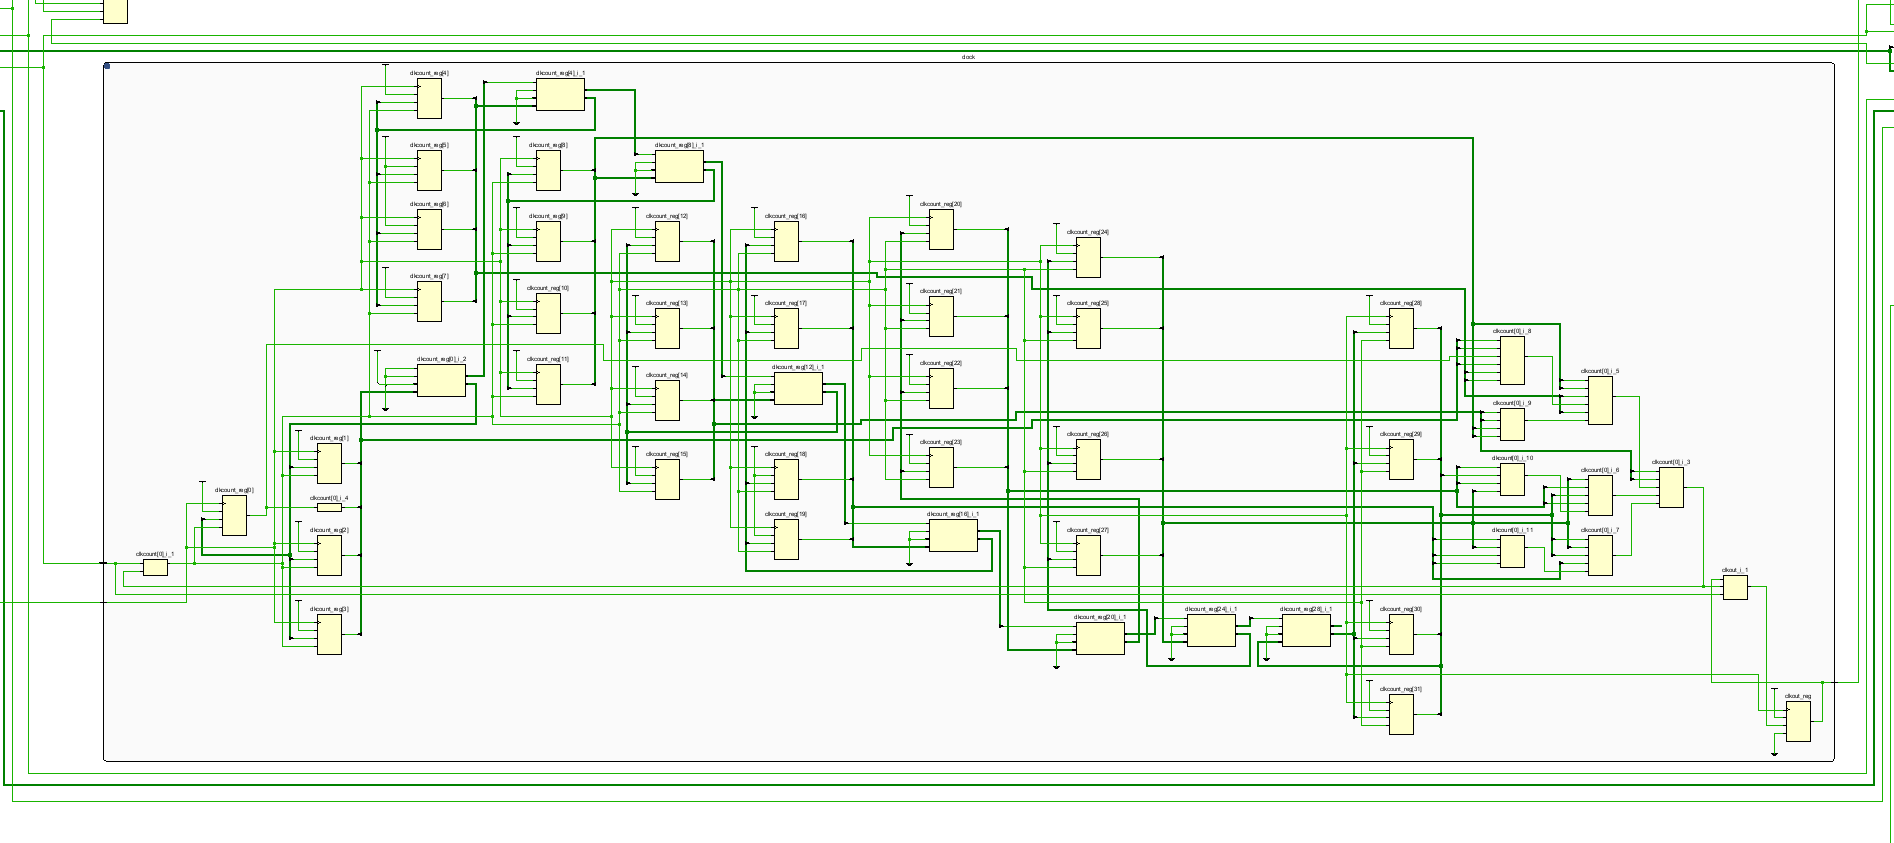 clock
clkcount_reg[4]
clkcount_reg[4]_i_1
clkcount_reg[5]
clkcount_reg[8]
clkcount_reg[8]_i_1
clkcount_reg[6]
clkcount_reg[9]
clkcount_reg[12]
clkcount_reg[16]
clkcount_reg[20]
clkcount_reg[24]
clkcount_reg[7]
clkcount_reg[10]
clkcount_reg[13]
clkcount_reg[17]
clkcount_reg[21]
clkcount_reg[25]
clkcount_reg[28]
clkcount[0]_i_8
clkcount_reg[0]_i_2
clkcount_reg[11]
clkcount_reg[14]
clkcount_reg[12]_i_1
clkcount_reg[22]
clkcount[0]_i_5
clkcount[0]_i_9
clkcount_reg[1]
clkcount_reg[15]
clkcount_reg[18]
clkcount_reg[23]
clkcount_reg[26]
clkcount_reg[29]
clkcount[0]_i_10
clkcount[0]_i_6
clkcount[0]_i_3
clkcount_reg[0]
clkcount[0]_i_4
clkcount_reg[2]
clkcount_reg[19]
clkcount_reg[16]_i_1
clkcount_reg[27]
clkcount[0]_i_11
clkcount[0]_i_7
clkcount[0]_i_1
clkout_i_1
clkcount_reg[3]
clkcount_reg[20]_i_1
clkcount_reg[24]_i_1
clkcount_reg[28]_i_1
clkcount_reg[30]
clkcount_reg[31]
clkout_reg